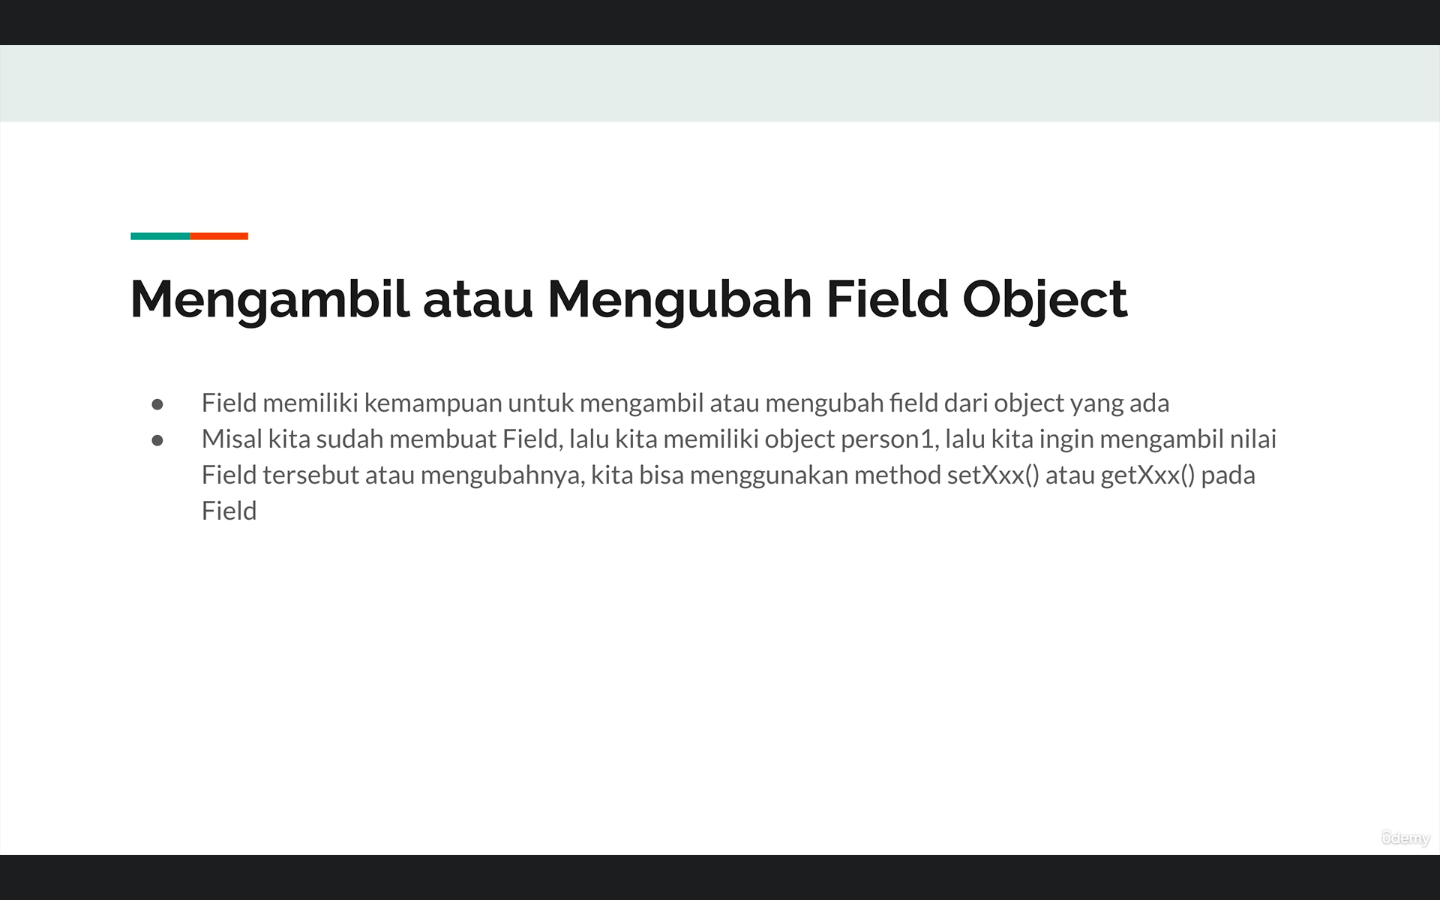 Mengambil atau Mengubah Field Object
● Field memiliki kemampuan untuk mengambil atau mengubah field dari object yang ada
● Misal kita sudah membuat Field, lalu kita memiliki object person1, lalu kita ingin mengambil nilai
Field tersebut atau mengubahnya, kita bisa menggunakan method setXxx() atau getXxx() pada
Field
ûdemy